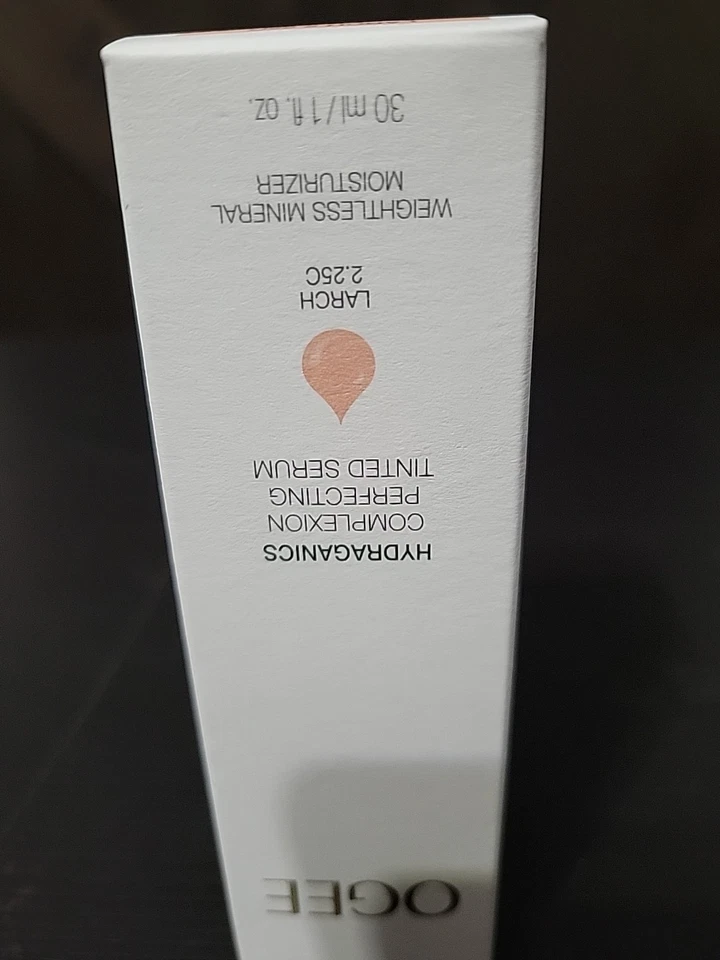 OGEE
HYDRAGANICS
COMPLEXION
PERFECTING
TINTED SERUM
LARCH
2.25C
WEIGHTLESS MINERAL
MOISTURIZER
30 ml / 1 fl. oz.